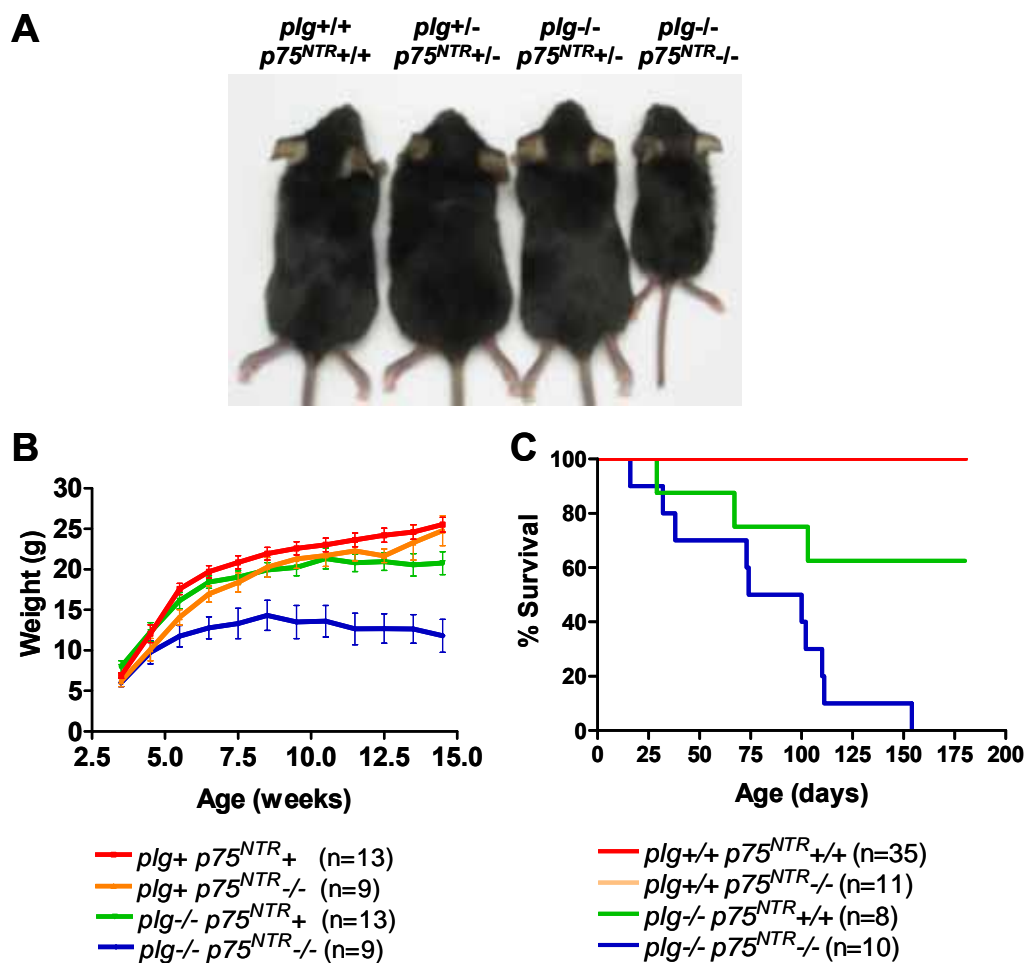 A
plg+/+ plg+/- plg-/- plg-/-
p75NTR+/+ p75NTR+/- p75NTR+/- p75NTR-/-
B
30
25
20
15
10
5
0
Weight (g)
2.5 5.0 7.5 10.0 12.5 15.0
Age (weeks)
plg+ p75NTR+ (n=13)
plg+ p75NTR-/- (n=9)
plg-/- p75NTR+ (n=13)
plg-/- p75NTR-/- (n=9)
C
100
80
60
40
20
0
% Survival
0 25 50 75 100 125 150 175 200
Age (days)
plg+/+ p75NTR+/+ (n=35)
plg+/+ p75NTR-/- (n=11)
plg-/- p75NTR+/+ (n=8)
plg-/- p75NTR-/- (n=10)